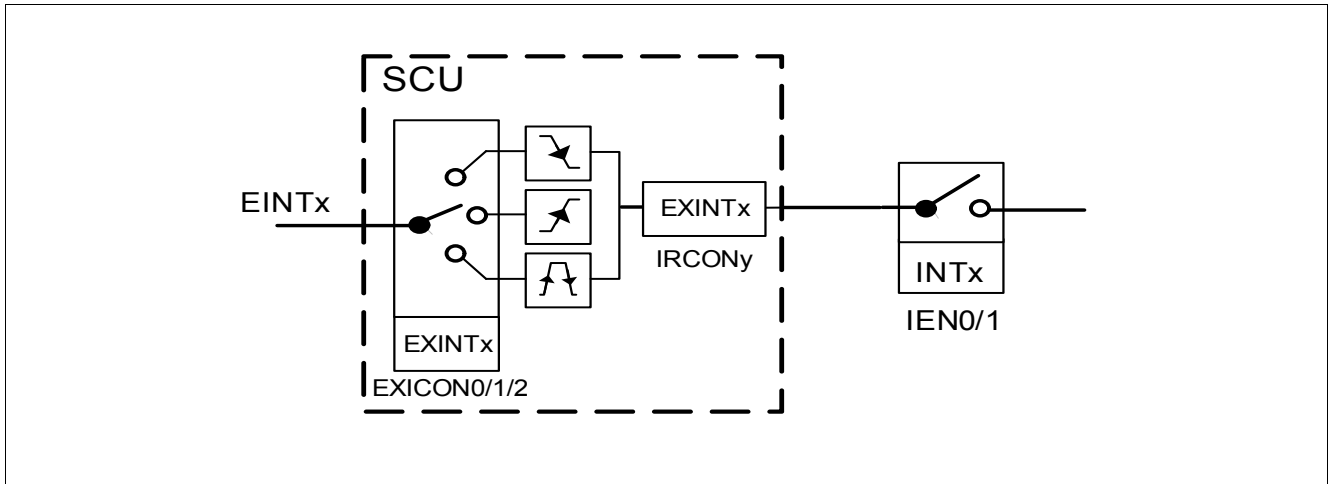 SCU
EINTx
EXINTx
IRCONy
EXINTx
EXICON0/1/2
INTx
IEN0/1